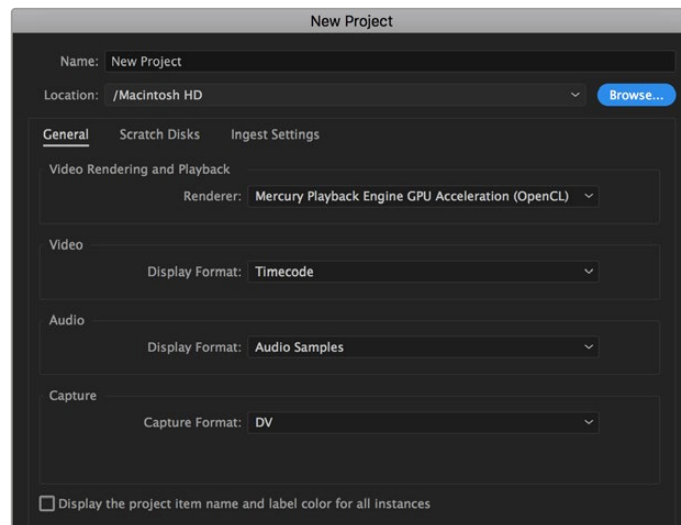 New Project
Name: New Project
Location: /Macintosh HD Browse...
General Scratch Disks Ingest Settings
Video Rendering and Playback
Renderer: Mercury Playback Engine GPU Acceleration (OpenCL)
Video
Display Format: Timecode
Audio
Display Format: Audio Samples
Capture
Capture Format: DV
Display the project item name and label color for all instances